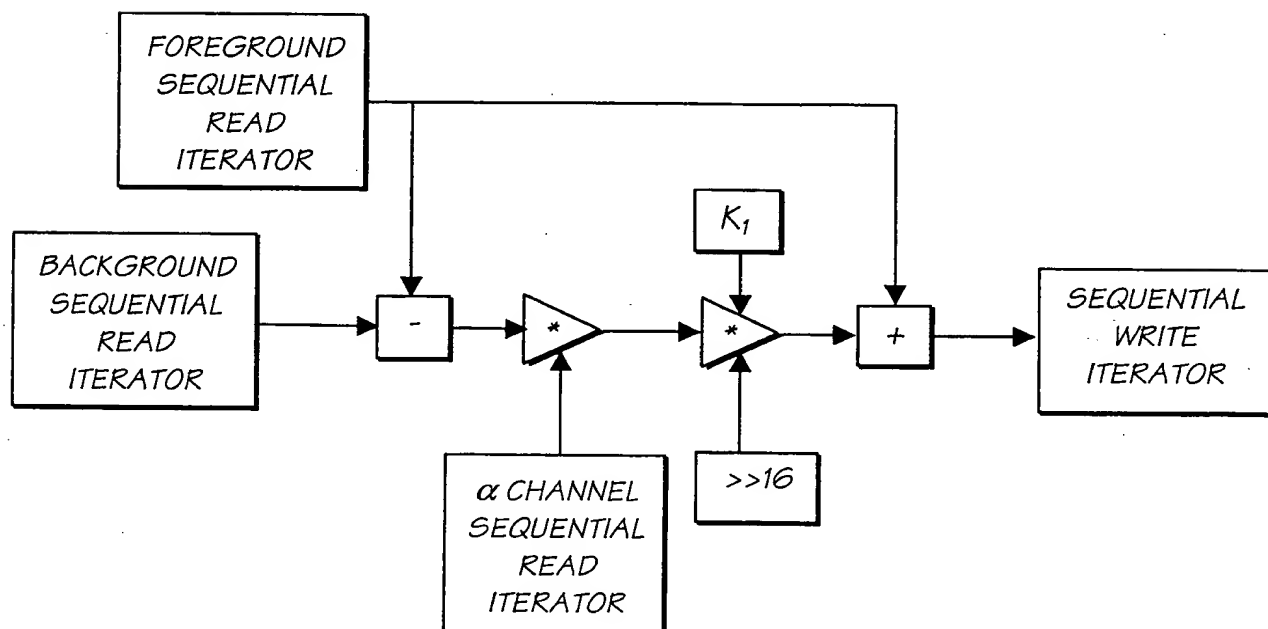 FOREGROUND
SEQUENTIAL
READ
ITERATOR
K1
BACKGROUND
SEQUENTIAL
READ
ITERATOR
-
*
*
+
SEQUENTIAL
WRITE
ITERATOR
α CHANNEL
SEQUENTIAL
READ
ITERATOR
>>16